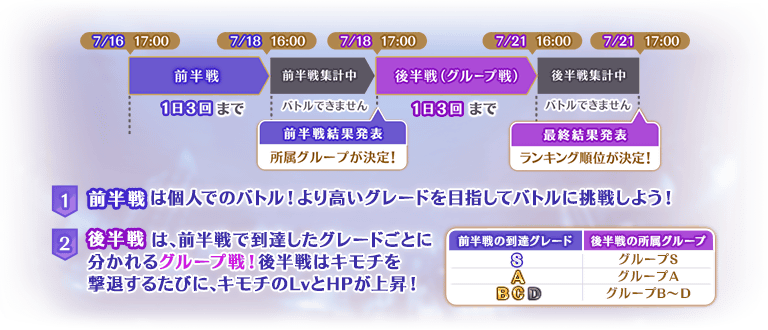 7/16 17:00 7/18 16:00 7/18 17:00 7/21 16:00 7/21 17:00
前半戦 前半戦集計中 後半戦(グループ戦) 後半戦集計中
1日3回まで バトルできません 1日3回まで バトルできません
前半戦結果発表
所属グループが決定!
最終結果発表
ランキング順位が決定!
1 前半戦は個人でのバトル!より高いグレードを目指してバトルに挑戦しよう!
2 後半戦は、前半戦で到達したグレードごとに
分かれるグループ戦!後半戦はキモチを
撃退するたびに、キモチのLvとHPが上昇!
前半戦の到達グレード 後半戦の所属グループ
S グループS
A グループA
B C D グループB~D